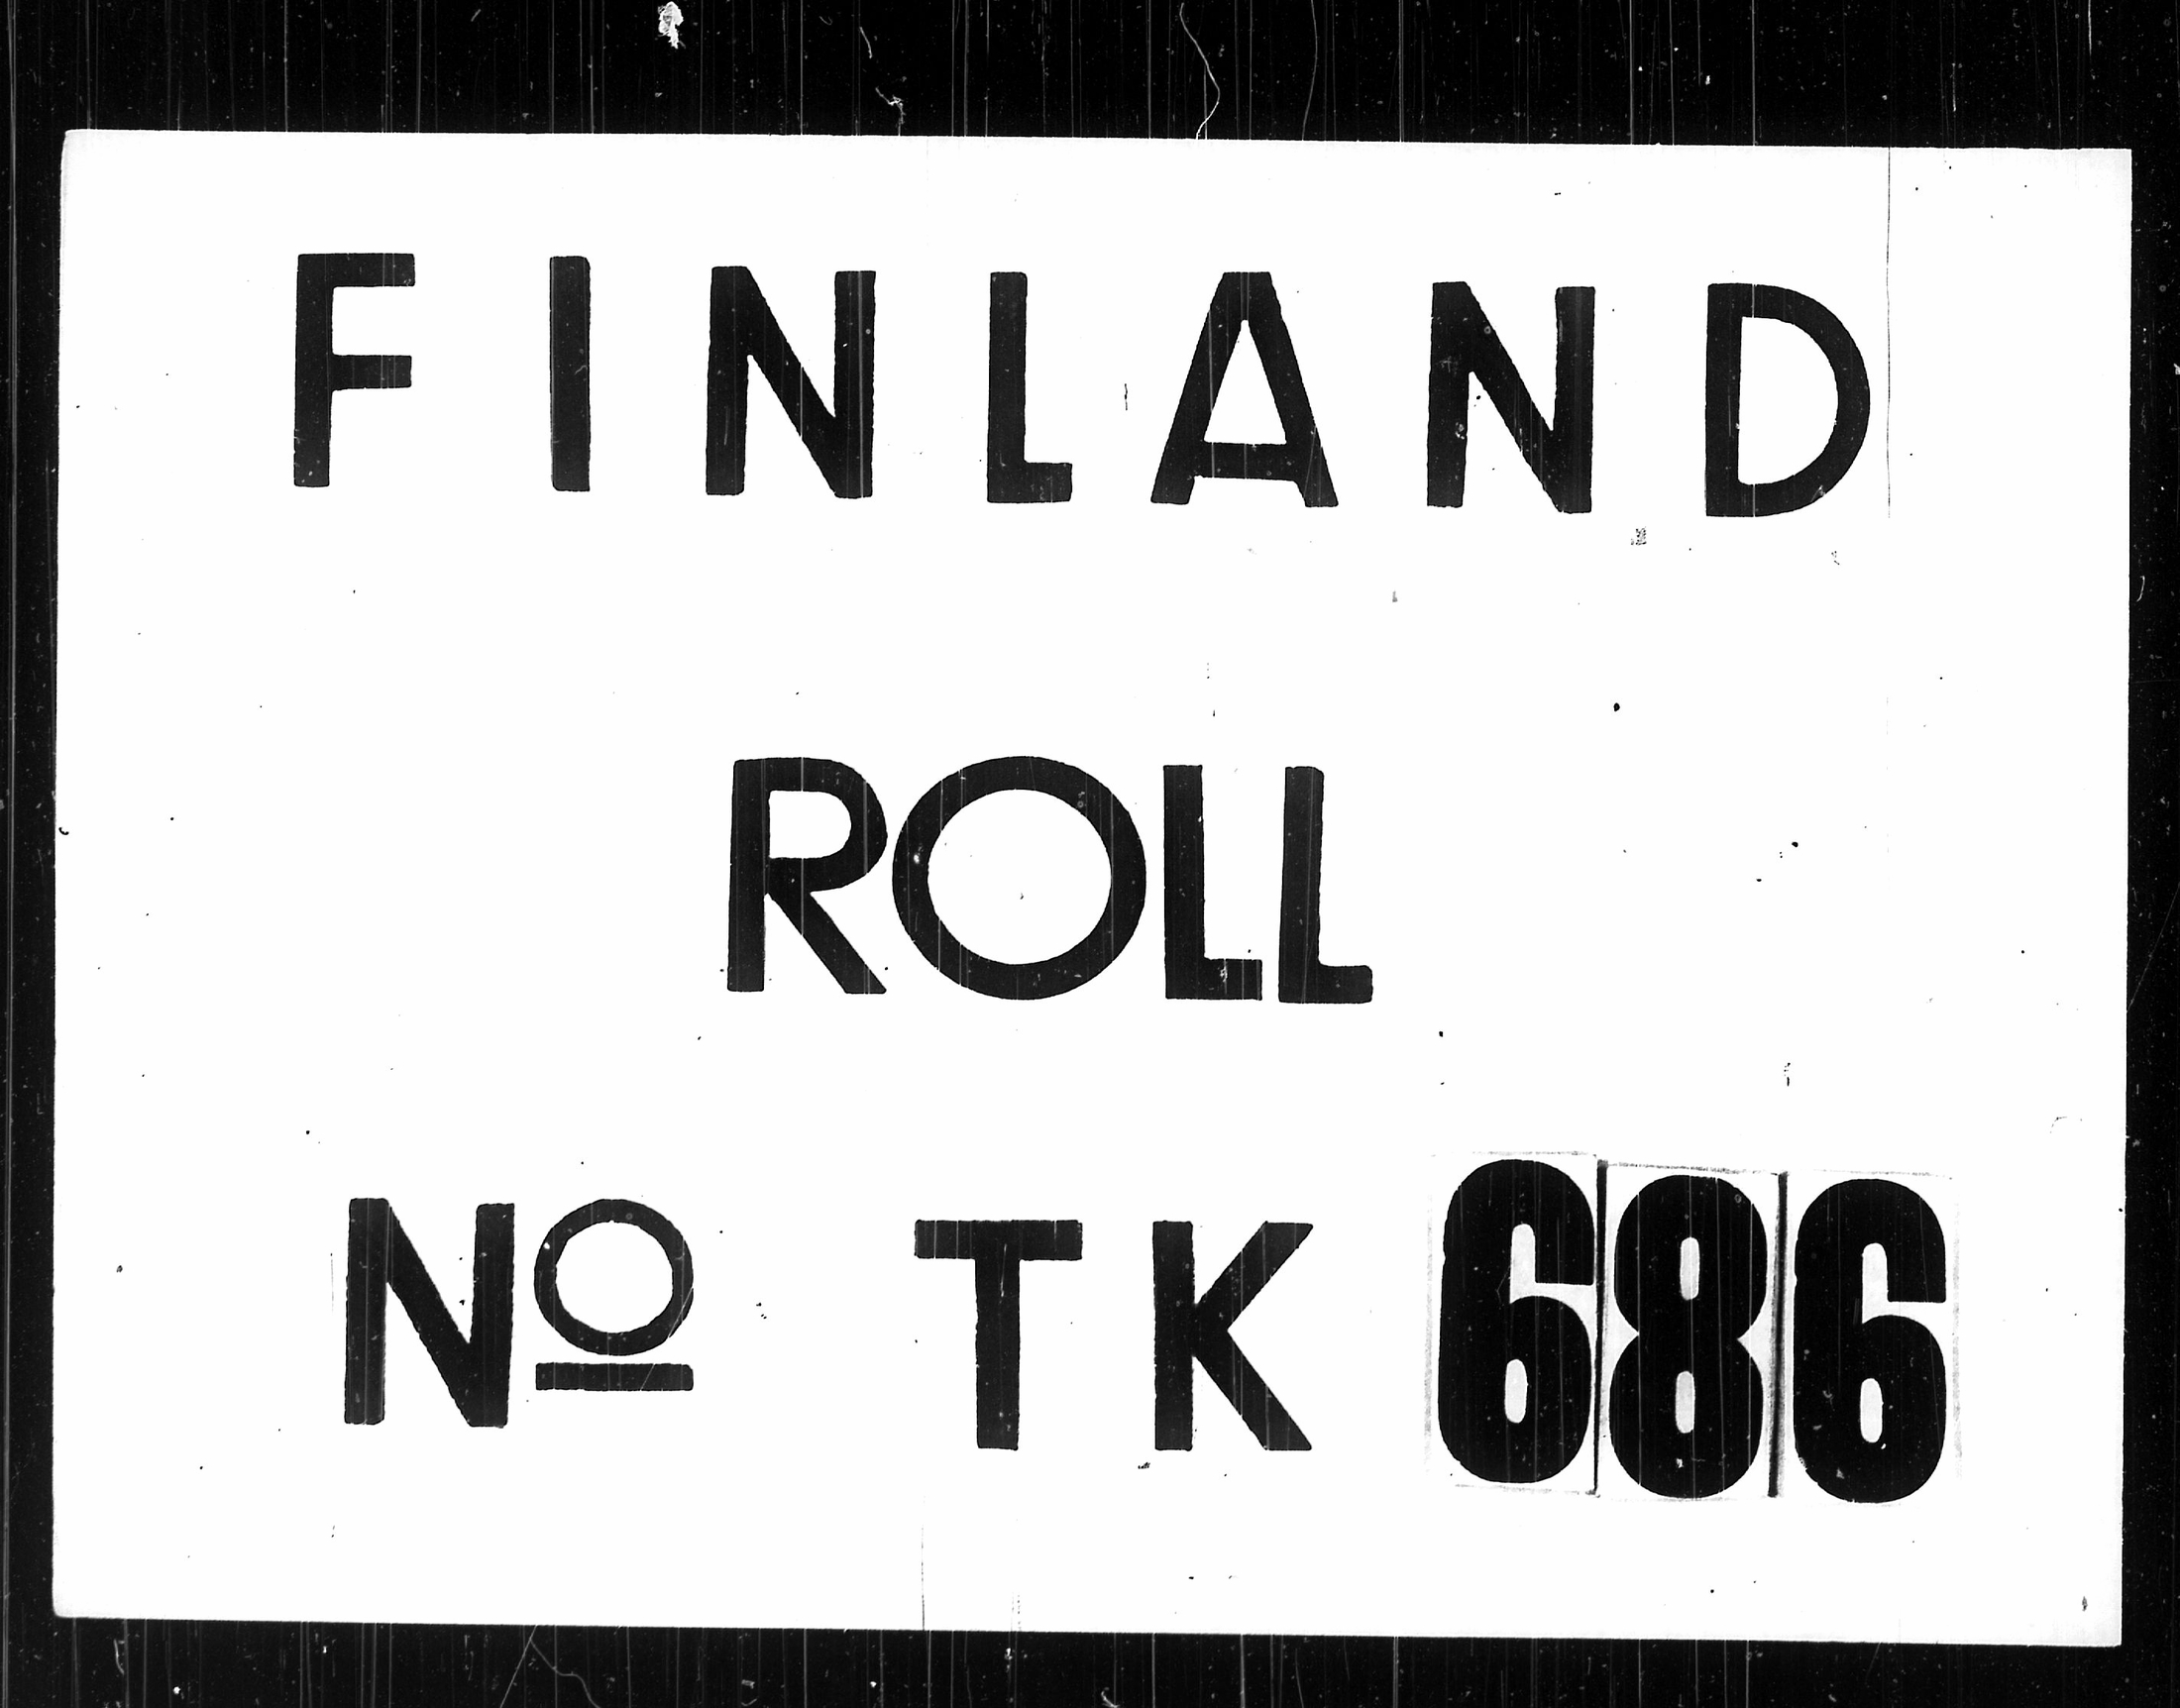 FINLAND
ROLL
Nº TK 686